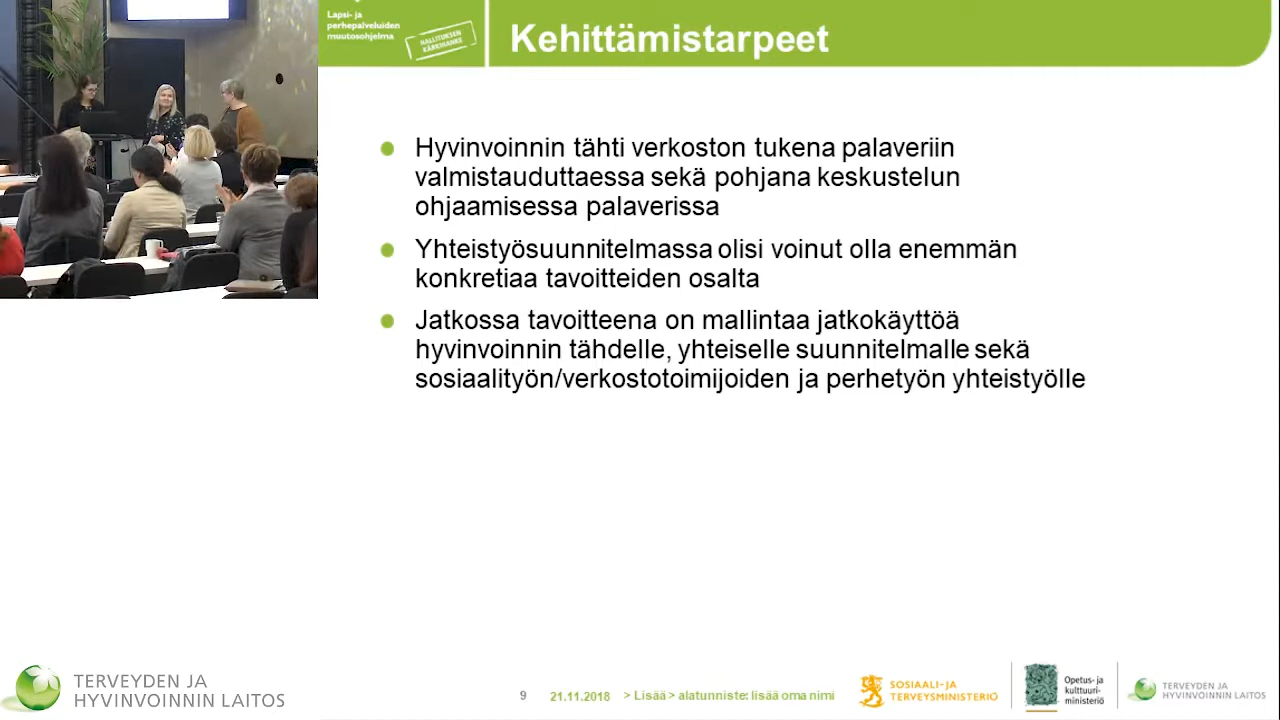 Lapsi- ja
perhepalveluiden
muutosohjelma
HALLITUKSEN
KÄRKIHANKE
Kehittämistarpeet
Hyvinvoinnin tähti verkoston tukena palaveriin
valmistauduttaessa sekä pohjana keskustelun
ohjaamisessa palaverissa
Yhteistyösuunnitelmassa olisi voinut olla enemmän
konkretiaa tavoitteiden osalta
Jatkossa tavoitteena on mallintaa jatkokäyttöä
hyvinvoinnin tähdelle, yhteiselle suunnitelmalle sekä
sosiaalityön/verkostotoimijoiden ja perhetyön yhteistyölle
TERVEYDEN JA
HYVINVOINNIN LAITOS
9 21.11.2018 > Lisää > alatunniste: lisää oma nimi
SOSIAALI- JA
TERVEYSMINISTERIÖ
Opetus- ja
kulttuuri-
ministeriö
TERVEYDEN JA
HYVINVOINNIN LAITOS